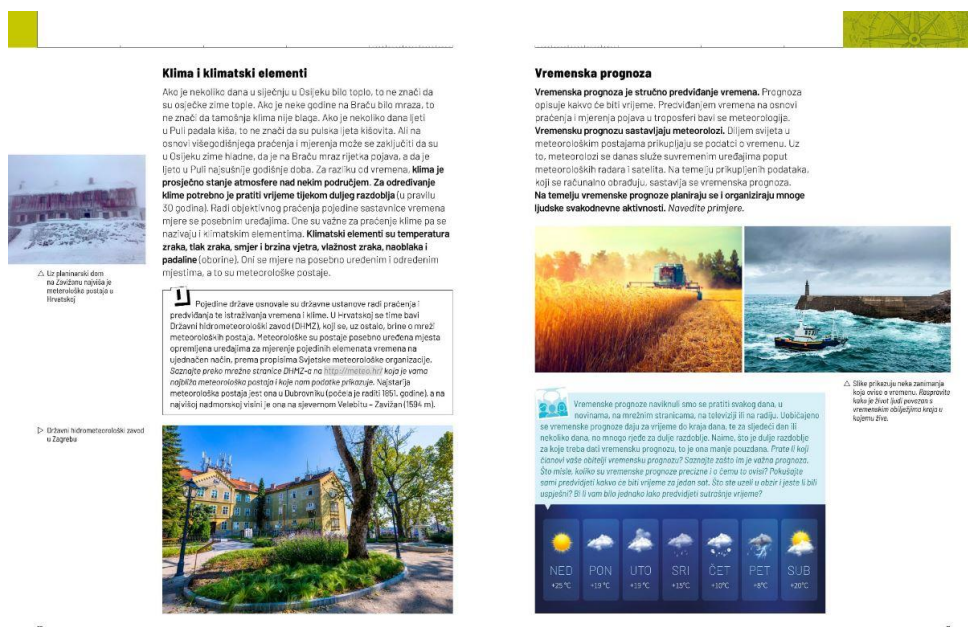 Klima i klimatski elementi
Ako je nekoliko dana u siječnju u Osijeku bilo toplo, to ne znači da
su osječke zime tople. Ako je neke godine na Braču bilo mraza, to
ne znači da tamošnja klima nije blaga. Ako je nekoliko dana ljeti
u Puli padala kiša, to ne znači da su pulska ljeta kišovita. Ali na
osnovi višegodišnjega praćenja i mjerenja može se zaključiti da su
u Osijeku zime hladne, da je na Braču mraz rijetka pojava, a da je
ljeto u Puli najsušnije godišnje doba. Za razliku od vremena, klima je
prosječno stanje atmosfere nad nekim područjem. Za određivanje
klime potrebno je pratiti vrijeme tijekom duljeg razdoblja (u pravilu
30 godina). Radi objektivnog praćenja pojedine sastavnice vremena
mjere se posebnim uređajima. One su važne za praćenje klime pa se
nazivaju i klimatskim elementima. Klimatski elementi su temperatura
zraka, tlak zraka, smjer i brzina vjetra, vlažnost zraka, naoblaka i
padaline (oborine). Oni se mjere na posebno uređenim i određenim
mjestima, a to su meteorološke postaje.
△ Uz planinarski dom
na Zavižanu najviša je
meteorološka postaja u
Hrvatskoj
Pojedine države osnovale su državne ustanove radi praćenja i
predviđanja te istraživanja vremena i klime. U Hrvatskoj se time bavi
Državni hidrometeorološki zavod (DHMZ), koji se, uz ostalo, brine o mreži
meteoroloških postaja. Meteorološke su postaje posebno uređena mjesta
opremljena uređajima za mjerenje pojedinih elemenata vremena na
ujednačen način, prema propisima Svjetske meteorološke organizacije.
Saznajte preko mrežne stranice DHMZ-a na http://meteo.hr/ koja je vama
najbliža meteorološka postaja i koje nam podatke prikazuje. Najstarija
meteorološka postaja jest ona u Dubrovniku (počela je raditi 1851. godine), a na
najvišoj nadmorskoj visini je ona na sjevernom Velebitu – Zavižan (1594 m).
▷ Državni hidrometeorološki zavod
u Zagrebu
Vremenska prognoza
Vremenska prognoza je stručno predviđanje vremena. Prognoza
opisuje kakvo će biti vrijeme. Predviđanjem vremena na osnovi
praćenja i mjerenja pojava u troposferi bavi se meteorologija.
Vremensku prognozu sastavljaju meteorolozi. Diljem svijeta u
meteorološkim postajama prikupljaju se podatci o vremenu. Uz
to, meteorolozi se danas služe suvremenim uređajima poput
meteoroloških radara i satelita. Na temelju prikupljenih podataka,
koji se računalno obrađuju, sastavlja se vremenska prognoza.
Na temelju vremenske prognoze planiraju se i organiziraju mnoge
ljudske svakodnevne aktivnosti. Navedite primjere.
△ Slike prikazuju neka zanimanja
koja ovise o vremenu. Raspravite
kako je život ljudi povezan s
vremenskim obilježjima kraja u
kojemu žive.
Vremenske prognoze naviknuli smo se pratiti svakog dana, u
novinama, na mrežnim stranicama, na televiziji ili na radiju. Uobičajeno
se vremenske prognoze daju za vrijeme do kraja dana, te za sljedeći dan ili
nekoliko dana, no mnogo rjeđe za dulje razdoblje. Naime, što je dulje razdoblje
za koje treba dati vremensku prognozu, to je ona manje pouzdana. Prate li koji
članovi vaše obitelji vremensku prognozu? Saznajte zašto im je važna prognoza.
Što misle, koliko su vremenske prognoze precizne i o čemu to ovisi? Pokušajte
sami predvidjeti kakvo će biti vrijeme za jedan sat. Što ste uzeli u obzir i jeste li bili
uspješni? Bi li vam bilo jednako lako predvidjeti sutrašnje vrijeme?
NED PON UTO SRI ČET PET SUB
+25°C +19°C +19°C +15°C +10°C +8°C +20°C